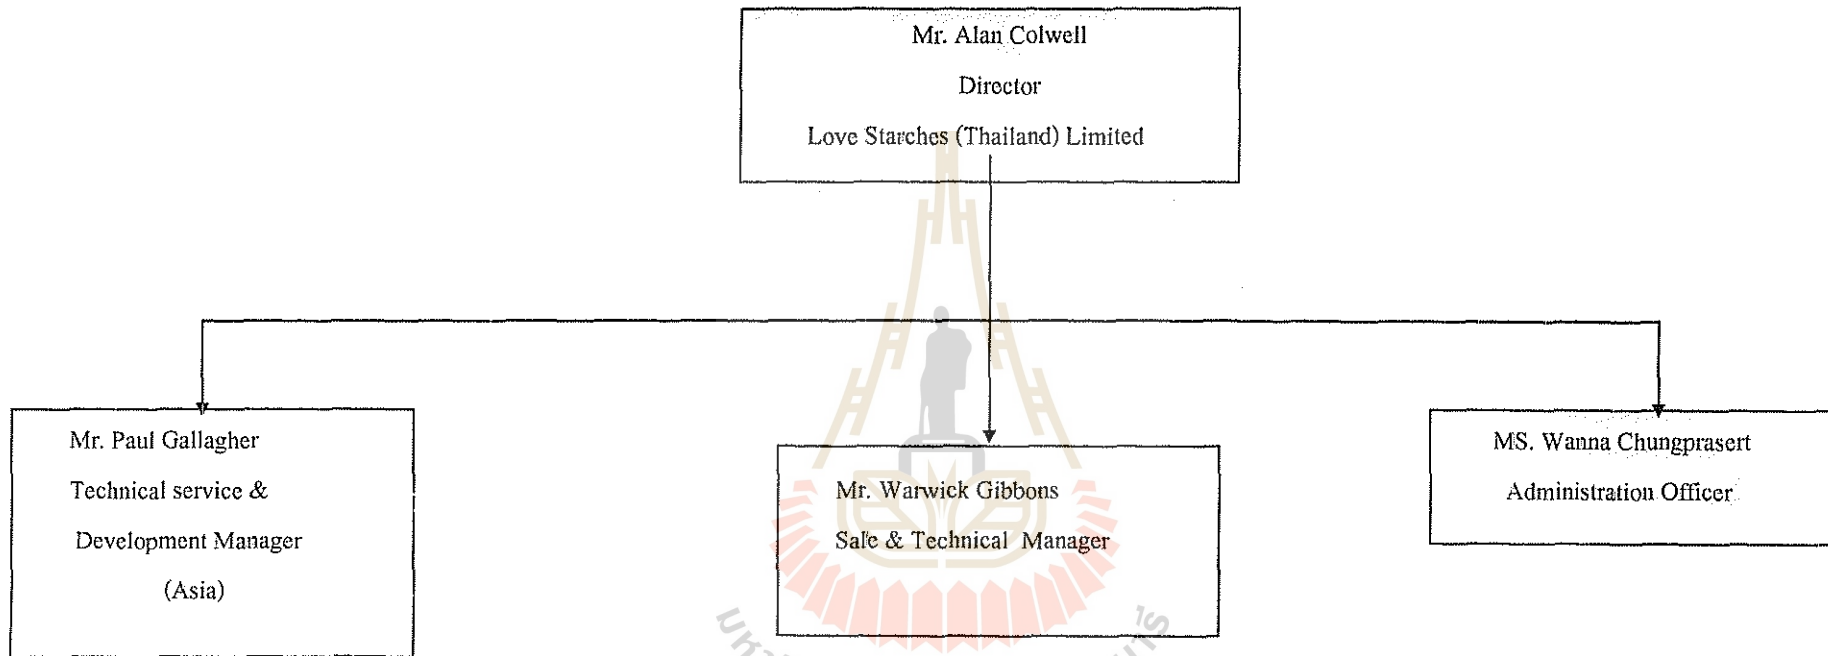 Mr. Alan Colwell
Director
Love Starches (Thailand) Limited
Mr. Paul Gallagher
Technical service &
Development Manager
(Asia)
Mr. Warwick Gibbons
Sale & Technical Manager
MS. Wanna Chungprasert
Administration Officer